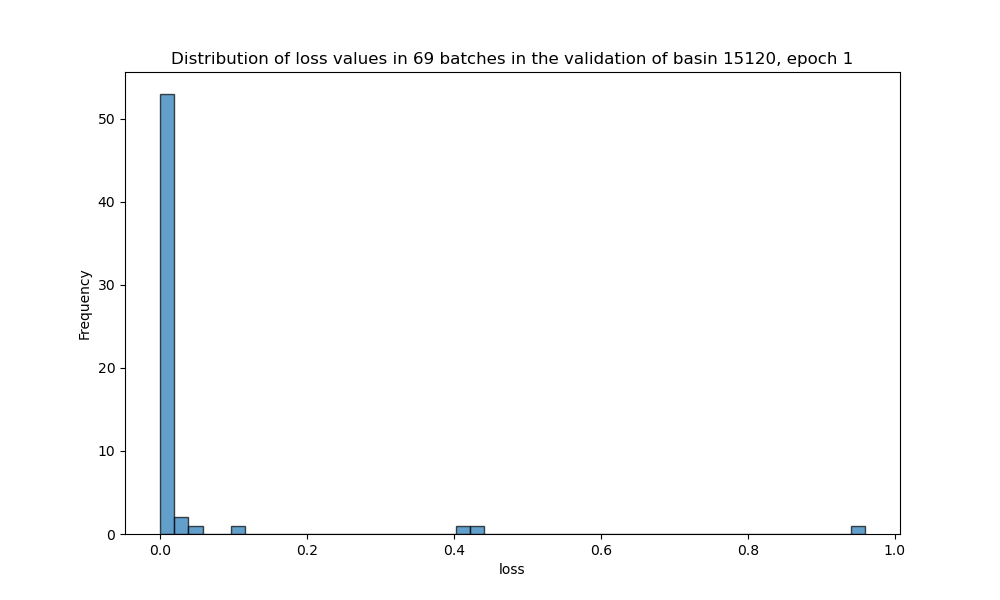 Distribution of loss values in 69 batches in the validation of basin 15120, epoch 1
50
40
30
20
10
0
Frequency
0.0 0.2 0.4 0.6 0.8 1.0
loss